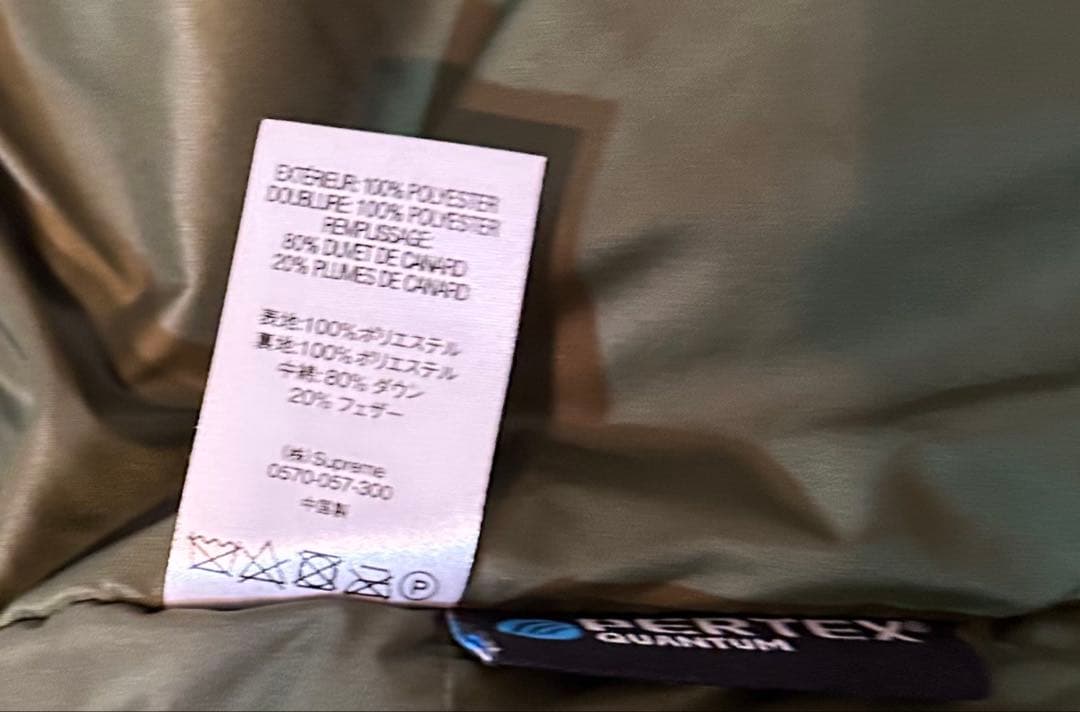 EXTÉRIEUR: 100% POLYESTER
DOUBLURE: 100% POLYESTER
REMPLISSAGE:
80% DUVET DE CANARD
20% PLUMES DE CANARD
表地:100%ポリエステル
裏地:100%ポリエステル
中綿:80% ダウン
20% フェザー
(株)Supreme
0570-057-300
中国製
P
PERTEX®
QUANTUM